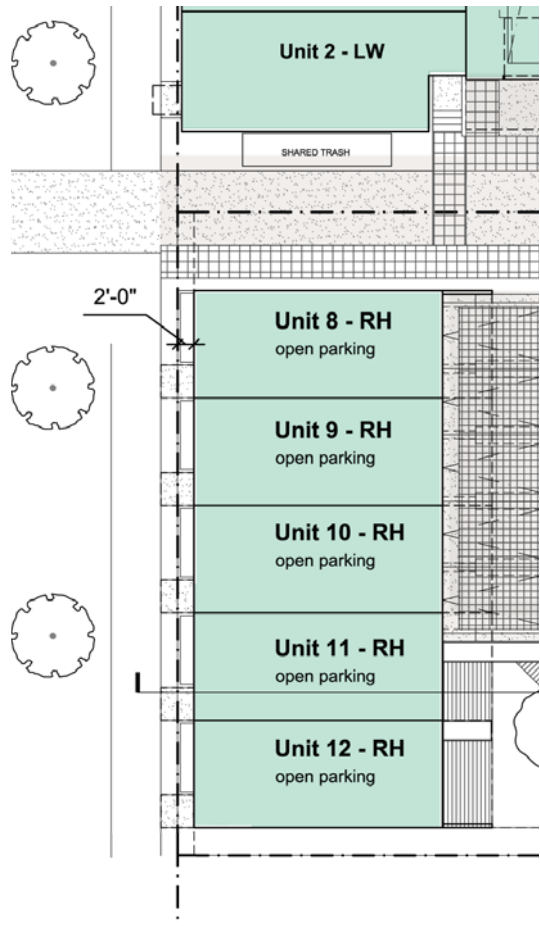 Unit 2 - LW
SHARED TRASH
2'-0"
Unit 8 - RH
open parking
Unit 9 - RH
open parking
Unit 10 - RH
open parking
Unit 11 - RH
open parking
Unit 12 - RH
open parking